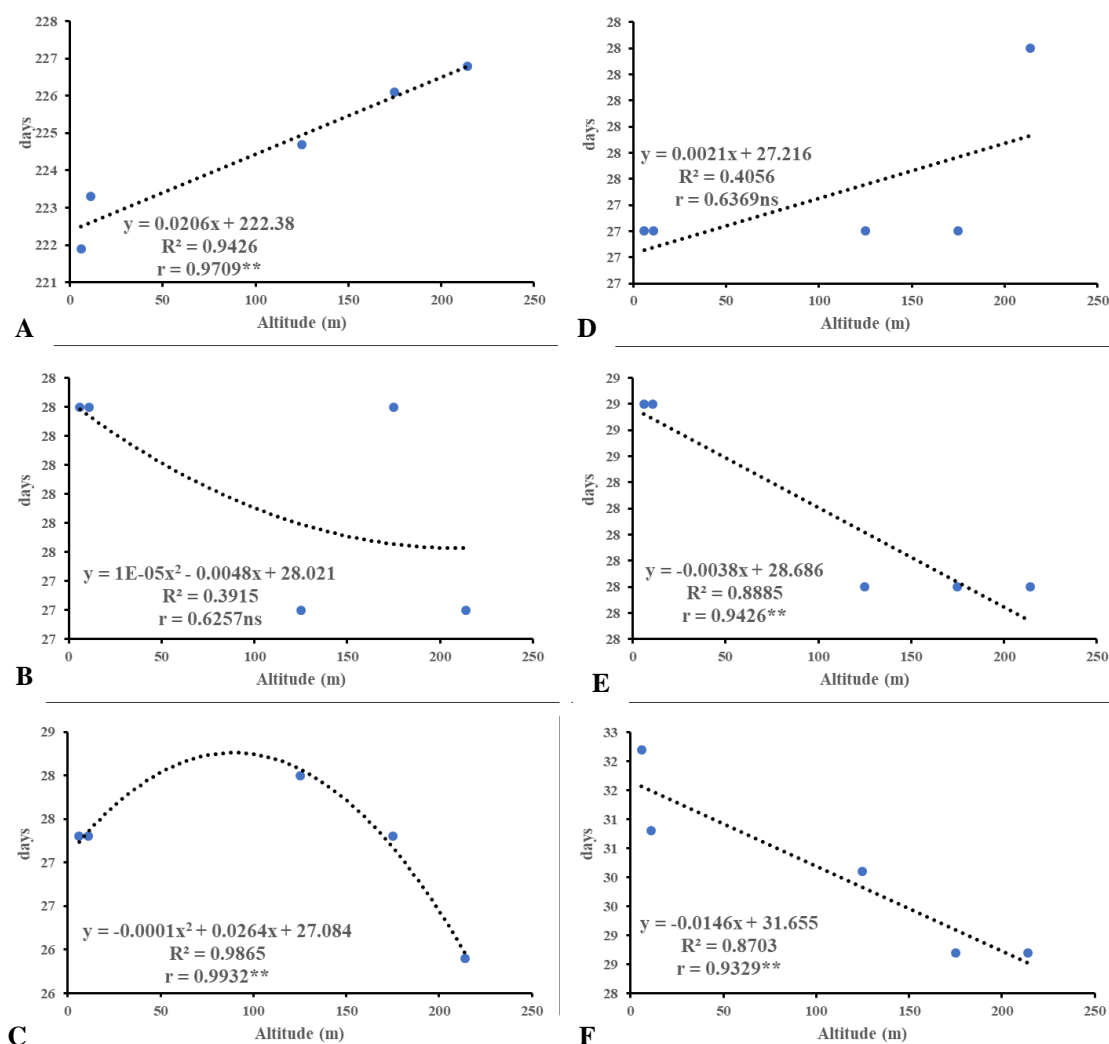 228
227
226
225
224
223
222
221
days
y = 0.0206x + 222.38
R² = 0.9426
r = 0.9709**
0 50 100 150 200 250
Altitude (m)
A
28
28
28
28
28
28
28
27
27
27
days
y = 1E-05x² - 0.0048x + 28.021
R² = 0.3915
r = 0.6257ns
0 50 100 150 200 250
Altitude (m)
B
29
28
28
27
26
26
days
y = -0.0001x² + 0.0264x + 27.084
R² = 0.9865
r = 0.9932**
0 50 100 150 200 250
Altitude (m)
C
28
28
28
28
28
28
28
27
27
27
days
y = 0.0021x + 27.216
R² = 0.4056
r = 0.6369ns
0 50 100 150 200 250
Altitude (m)
D
29
29
29
29
28
28
28
28
28
28
days
y = -0.0038x + 28.686
R² = 0.8885
r = 0.9426**
0 50 100 150 200 250
Altitude (m)
E
33
32
32
31
31
30
30
29
29
28
days
y = -0.0146x + 31.655
R² = 0.8703
r = 0.9329**
0 50 100 150 200 250
Altitude (m)
F